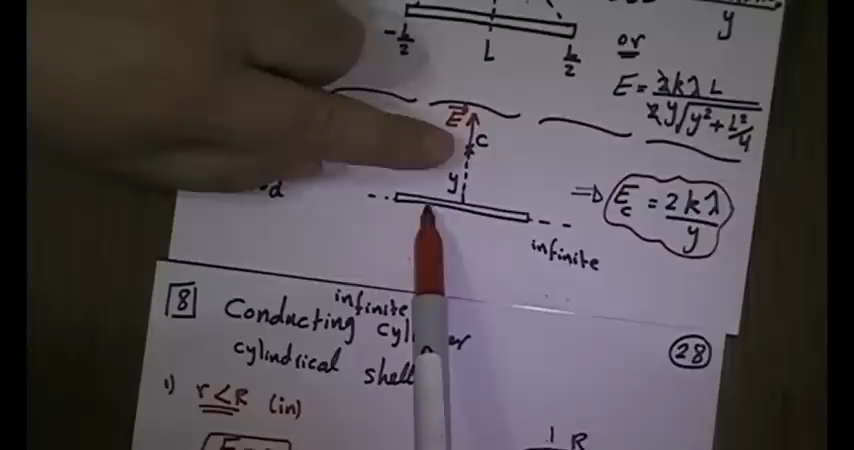 y
-L/2
L
L/2
or
E = 2kλL / 2y√(y² + L²/4)
E
C
y
infinite
⇒ E_c = 2kλ / y
8
infinite
Conducting
cylindrical shell
28
1) r<R (in)
R